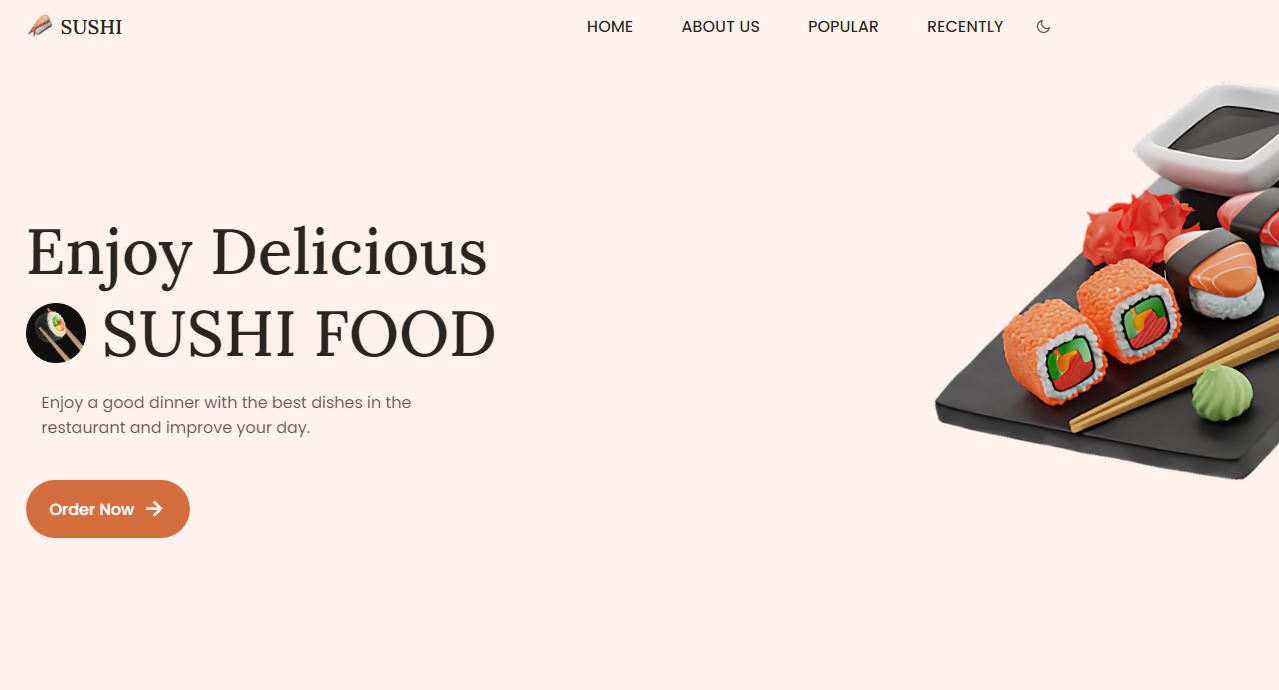 SUSHI
HOME ABOUT US POPULAR RECENTLY
Enjoy Delicious
SUSHI FOOD
Enjoy a good dinner with the best dishes in the
restaurant and improve your day.
Order Now